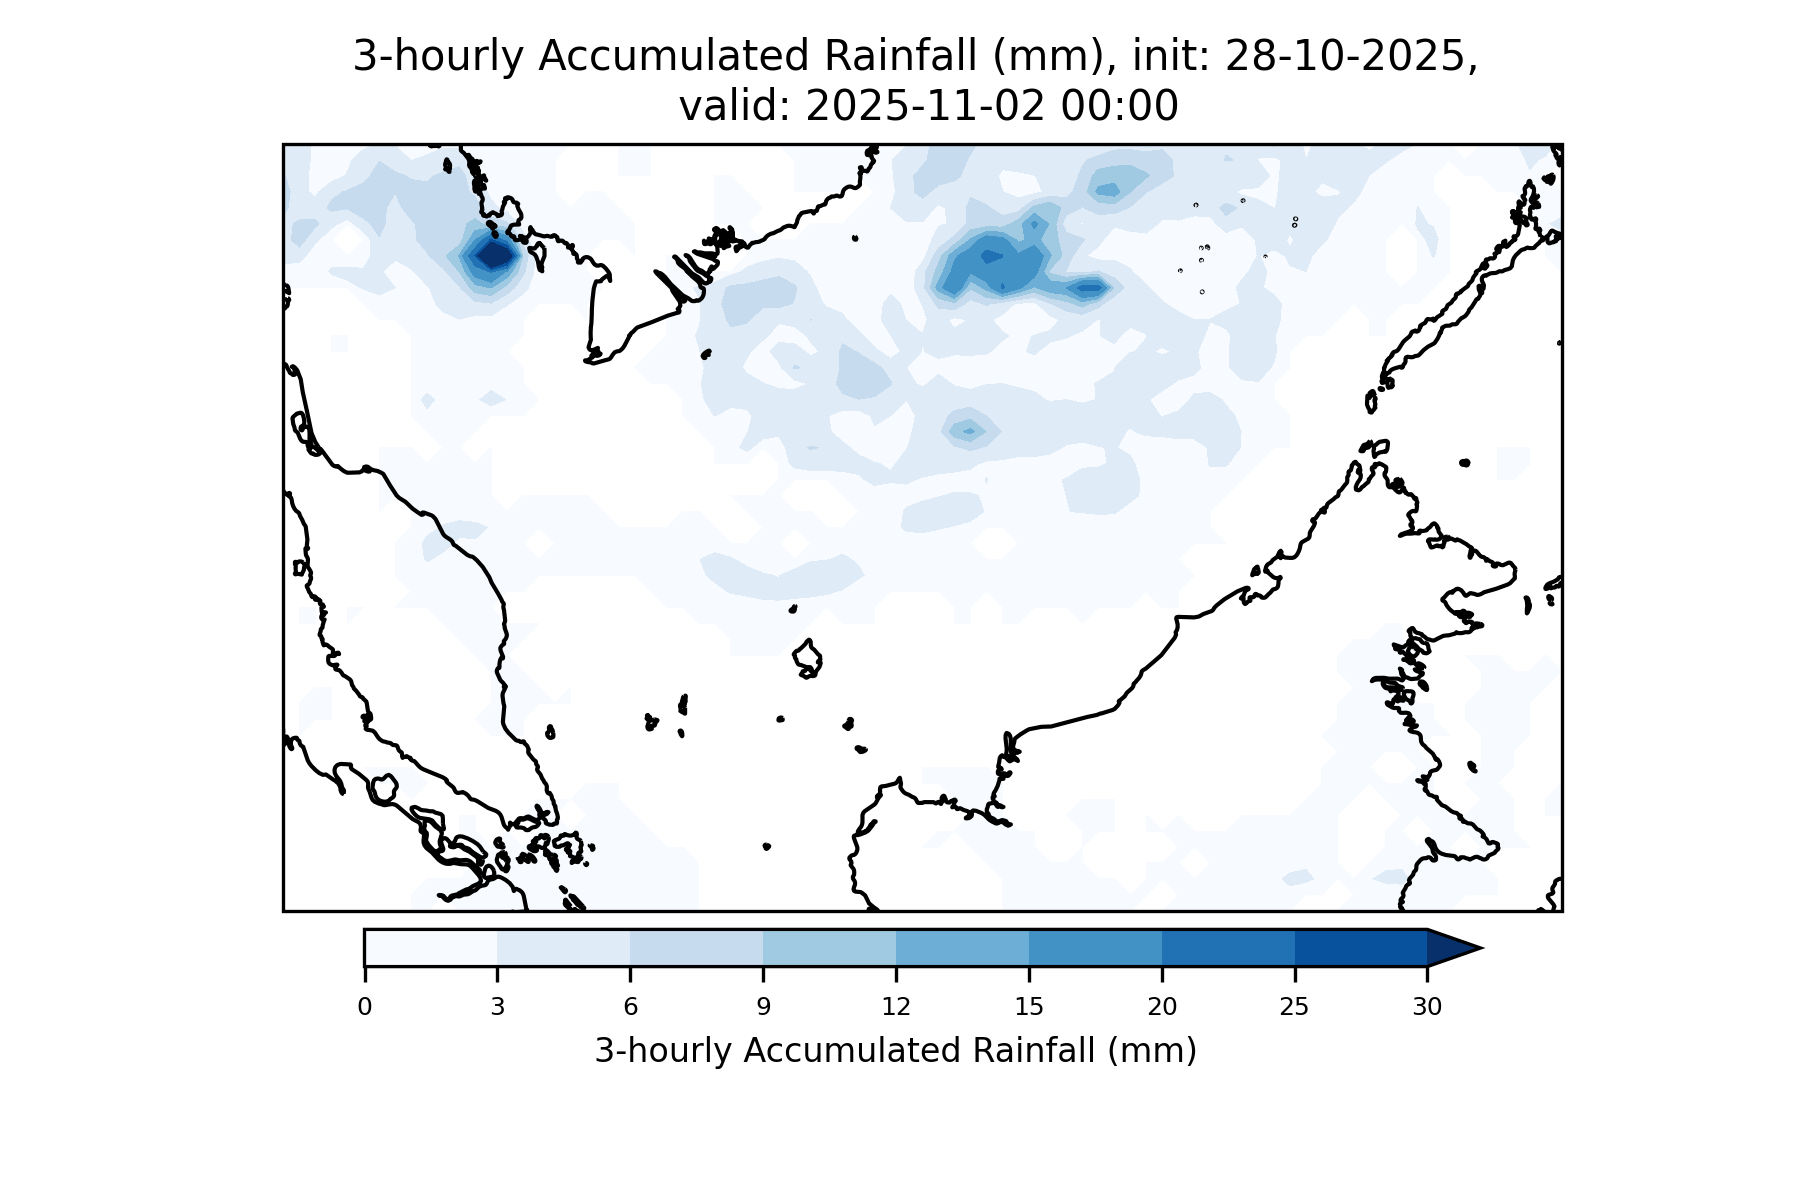 3-hourly Accumulated Rainfall (mm), init: 28-10-2025,
valid: 2025-11-02 00:00
0 3 6 9 12 15 20 25 30
3-hourly Accumulated Rainfall (mm)